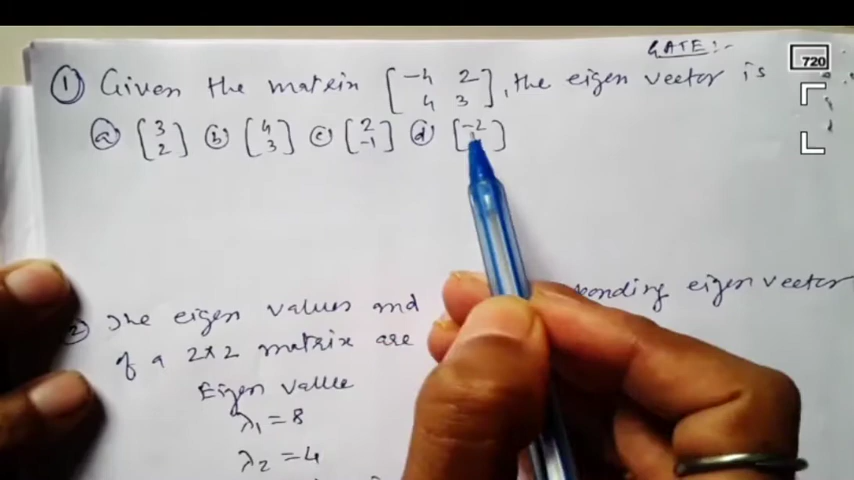 GATE:-
① Given the matrix [-4 2
4 3], the eigen vector is
ⓐ [3 2] ⓑ [4 3] ⓒ [2 -1] ⓓ [-2 ]
② The eigen values and eigen vector
of a 2*2 matrix are
Eigen value
λ₁ = 8
λ₂ = 4
720